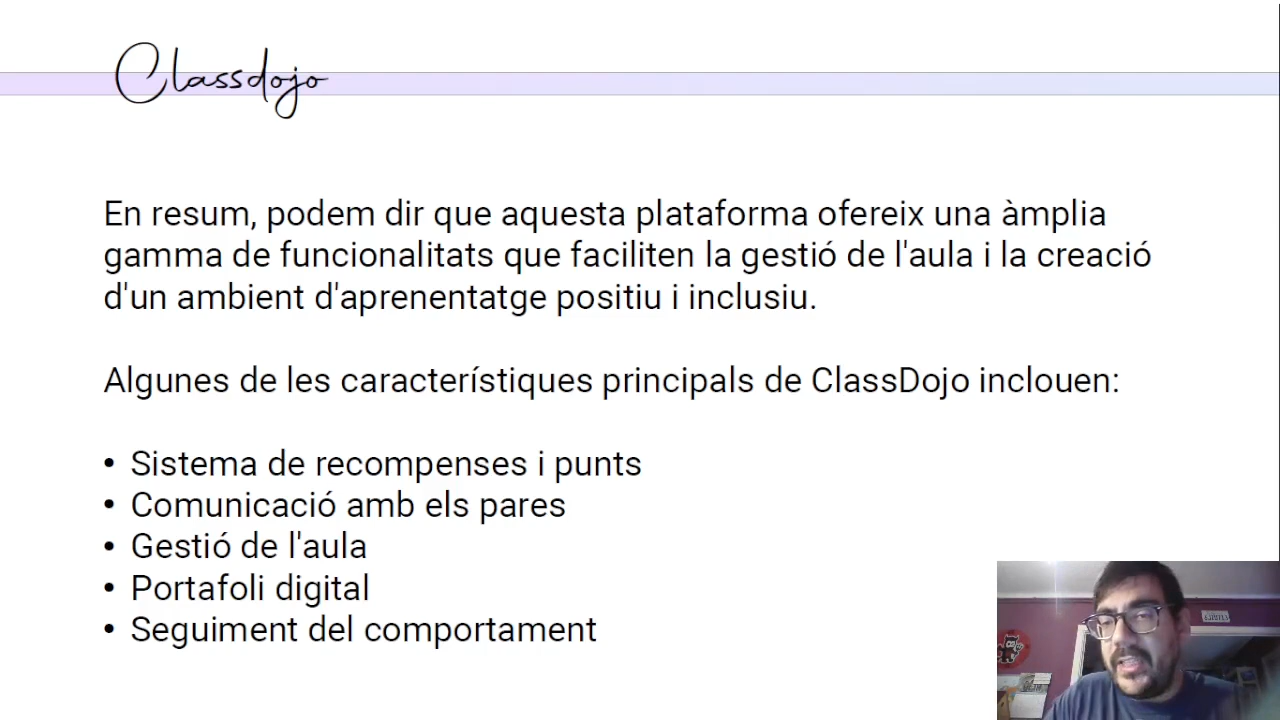 Classdojo
En resum, podem dir que aquesta plataforma ofereix una àmplia
gamma de funcionalitats que faciliten la gestió de l'aula i la creació
d'un ambient d'aprenentatge positiu i inclusiu.
Algunes de les característiques principals de ClassDojo inclouen:
• Sistema de recompenses i punts
• Comunicació amb els pares
• Gestió de l'aula
• Portafoli digital
• Seguiment del comportament